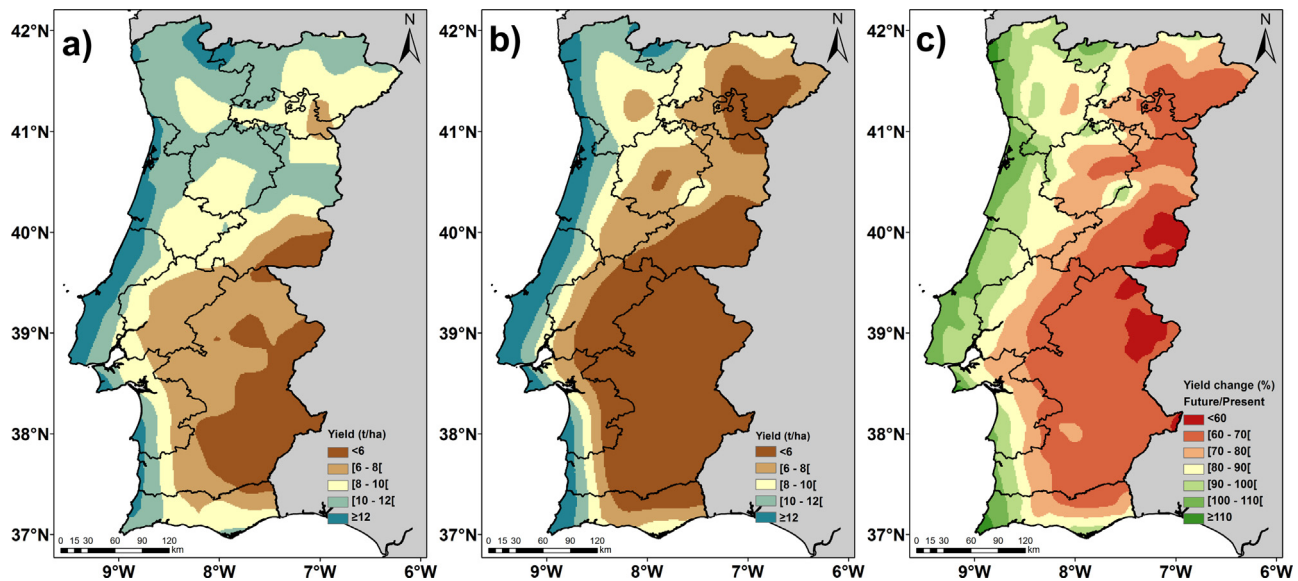 a)
N
42°N
41°N
40°N
39°N
38°N
37°N
9°W
8°W
7°W
6°W
Yield (t/ha)
<6
[6 - 8[
[8 - 10[
[10 - 12[
≥12
0 15 30 60 90 120
km
b)
N
42°N
41°N
40°N
39°N
38°N
37°N
9°W
8°W
7°W
6°W
Yield (t/ha)
<6
[6 - 8[
[8 - 10[
[10 - 12[
≥12
0 15 30 60 90 120
km
c)
N
42°N
41°N
40°N
39°N
38°N
37°N
9°W
8°W
7°W
6°W
Yield change (%)
Future/Present
<60
[60 - 70[
[70 - 80[
[80 - 90[
[90 - 100[
[100 - 110[
≥110
0 15 30 60 90 120
km